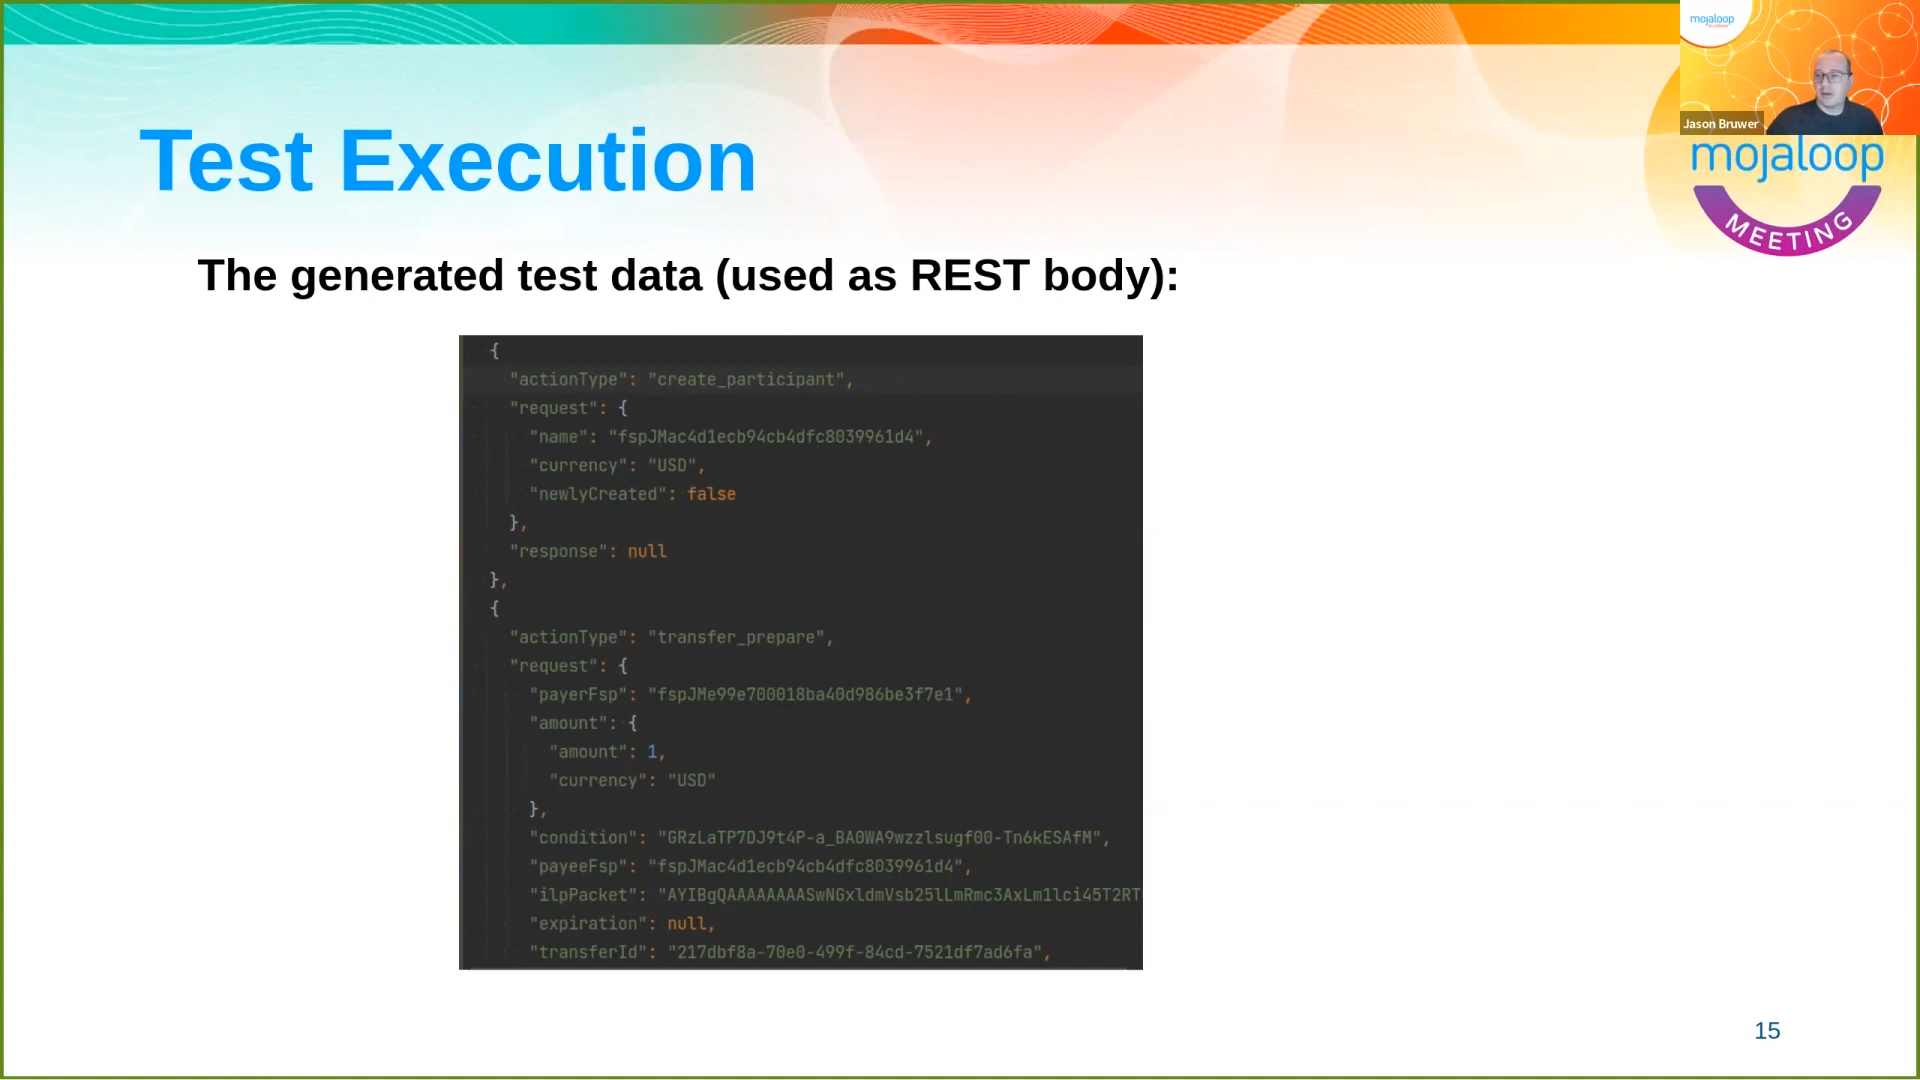 mojaloop
Jason Bruwer
mojaloop
MEETING
Test Execution
The generated test data (used as REST body):
{
"actionType": "create_participant",
"request": {
"name": "fspJMac4d1ecb94cb4dfc8039961d4",
"currency": "USD",
"newlyCreated": false
},
"response": null
},
{
"actionType": "transfer_prepare",
"request": {
"payerFsp": "fspJMe99e700018ba40d986be3f7e1",
"amount": {
"amount": 1,
"currency": "USD"
},
"condition": "GRzLaTP7DJ9t4P-a_BA0WA9wzzlsugf00-Tn6kESAfM",
"payeeFsp": "fspJMac4d1ecb94cb4dfc8039961d4",
"ilpPacket": "AYIBgQAAAAAAAASwNGxldmVsb25lLmRmc3AxLm1lci45T2RT
"expiration": null,
"transferId": "217dbf8a-70e0-499f-84cd-7521df7ad6fa",
15